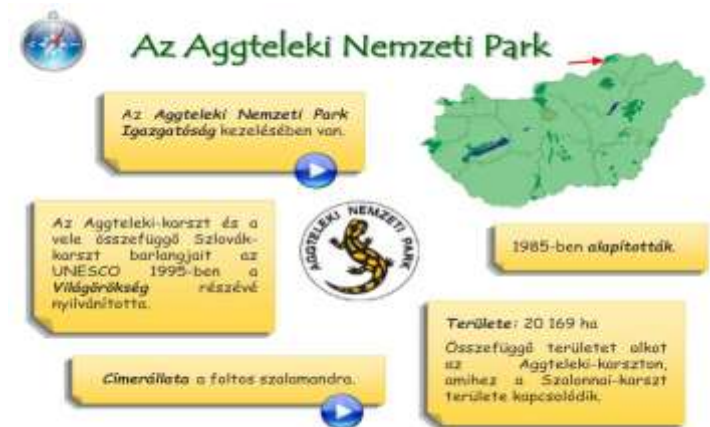 Az Aggteleki Nemzeti Park
Az Aggteleki Nemzeti Park
Igazgatóság kezelésében van.
Az Aggteleki-karszt és a
vele összefüggő Szlovák-
karszt barlangjait az
UNESCO 1995-ben a
Világörökség részévé
nyilvánította.
AGGTELEKI NEMZETI PARK
1985-ben alapították.
Területe: 20 169 ha
Összefüggő területet alkot
az Aggteleki-karszton,
amihez a Szalonnai-karszt
területe kapcsolódik.
Címerállata a foltos szalamandra.